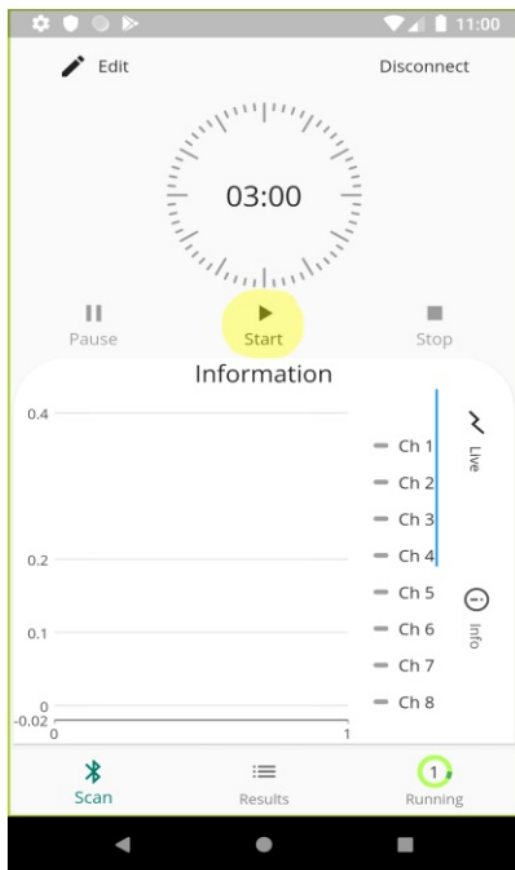 11:00
Edit
Disconnect
03:00
Pause
Start
Stop
Information
0.4
0.2
0.1
0
-0.02
0
1
Ch 1
Ch 2
Ch 3
Ch 4
Ch 5
Ch 6
Ch 7
Ch 8
Live
Info
Scan
Results
1
Running